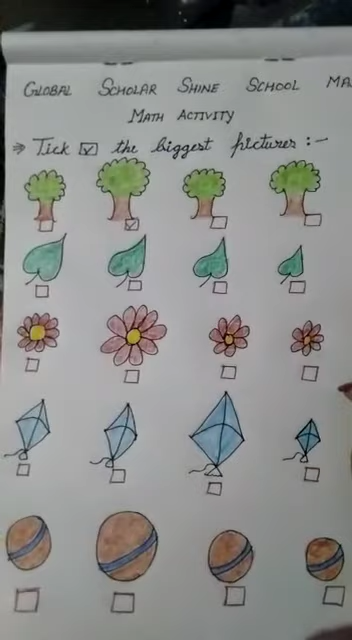 GLOBAL SCHOLAR SHINE SCHOOL
MATH ACTIVITY
⇒ Tick ☑ the biggest pictures :-